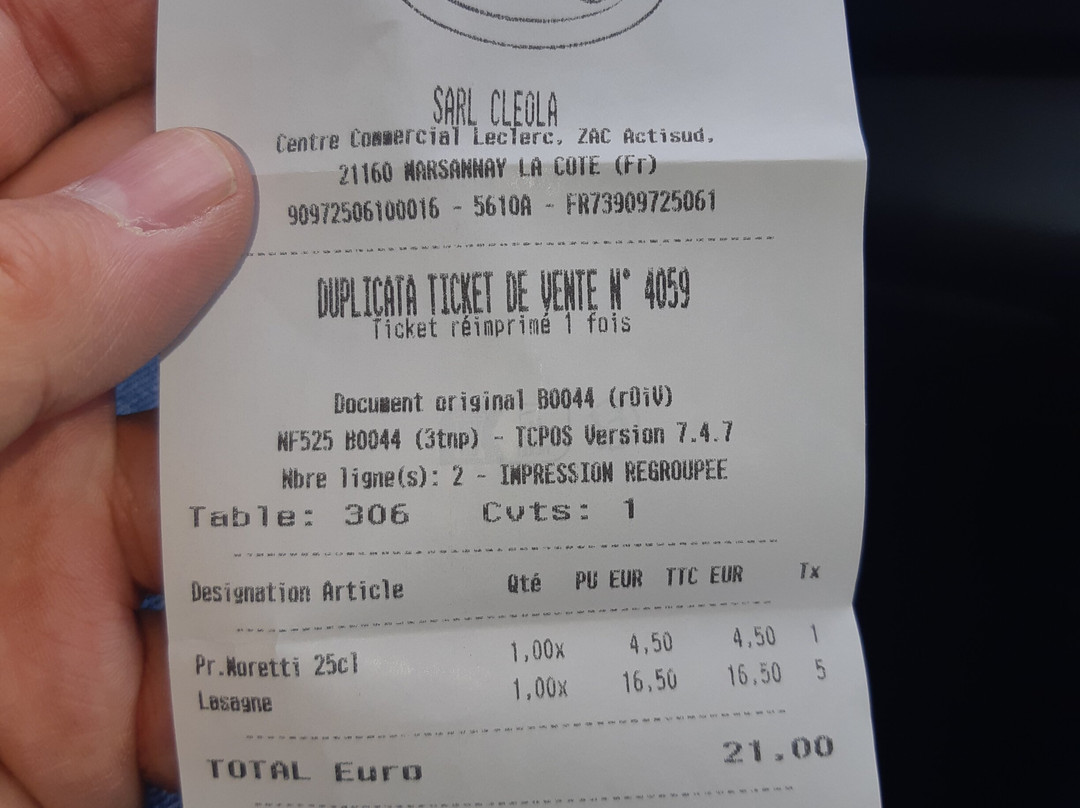 SARL CLEOLA
Centre Commercial Leclerc, ZAC Actisud,
21160 MARSANNAY LA COTE (Fr)
90972506100016 - 5610A - FR73909725061
DUPLICATA TICKET DE VENTE N° 4059
Ticket réimprimé 1 fois
Document original B0044 (rOiV)
NF525 B0044 (3tnp) - TCPOS Version 7.4.7
Nbre ligne(s): 2 - IMPRESSION REGROUPEE
Table: 306 Cvts: 1
Designation Article Qté PU EUR TTC EUR Tx
Pr.Moretti 25cl 1,00x 4,50 4,50 1
Lasagne 1,00x 16,50 16,50 5
TOTAL Euro 21,00